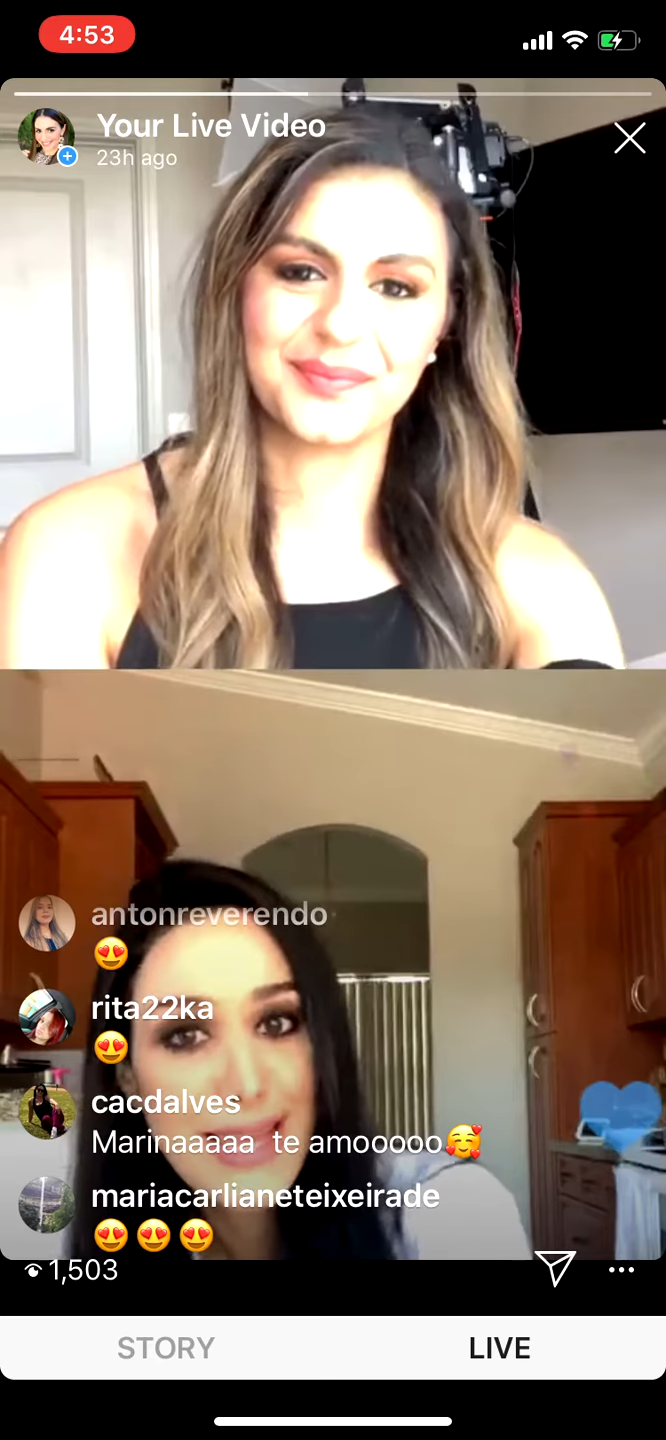 4:53
Your Live Video
23h ago
antonreverendo
😍
rita22ka
😍
cacdalves
Marinaaaaa te amooooo🥰
mariacarlianeteixeirade
😍😍😍
1,503
STORY
LIVE